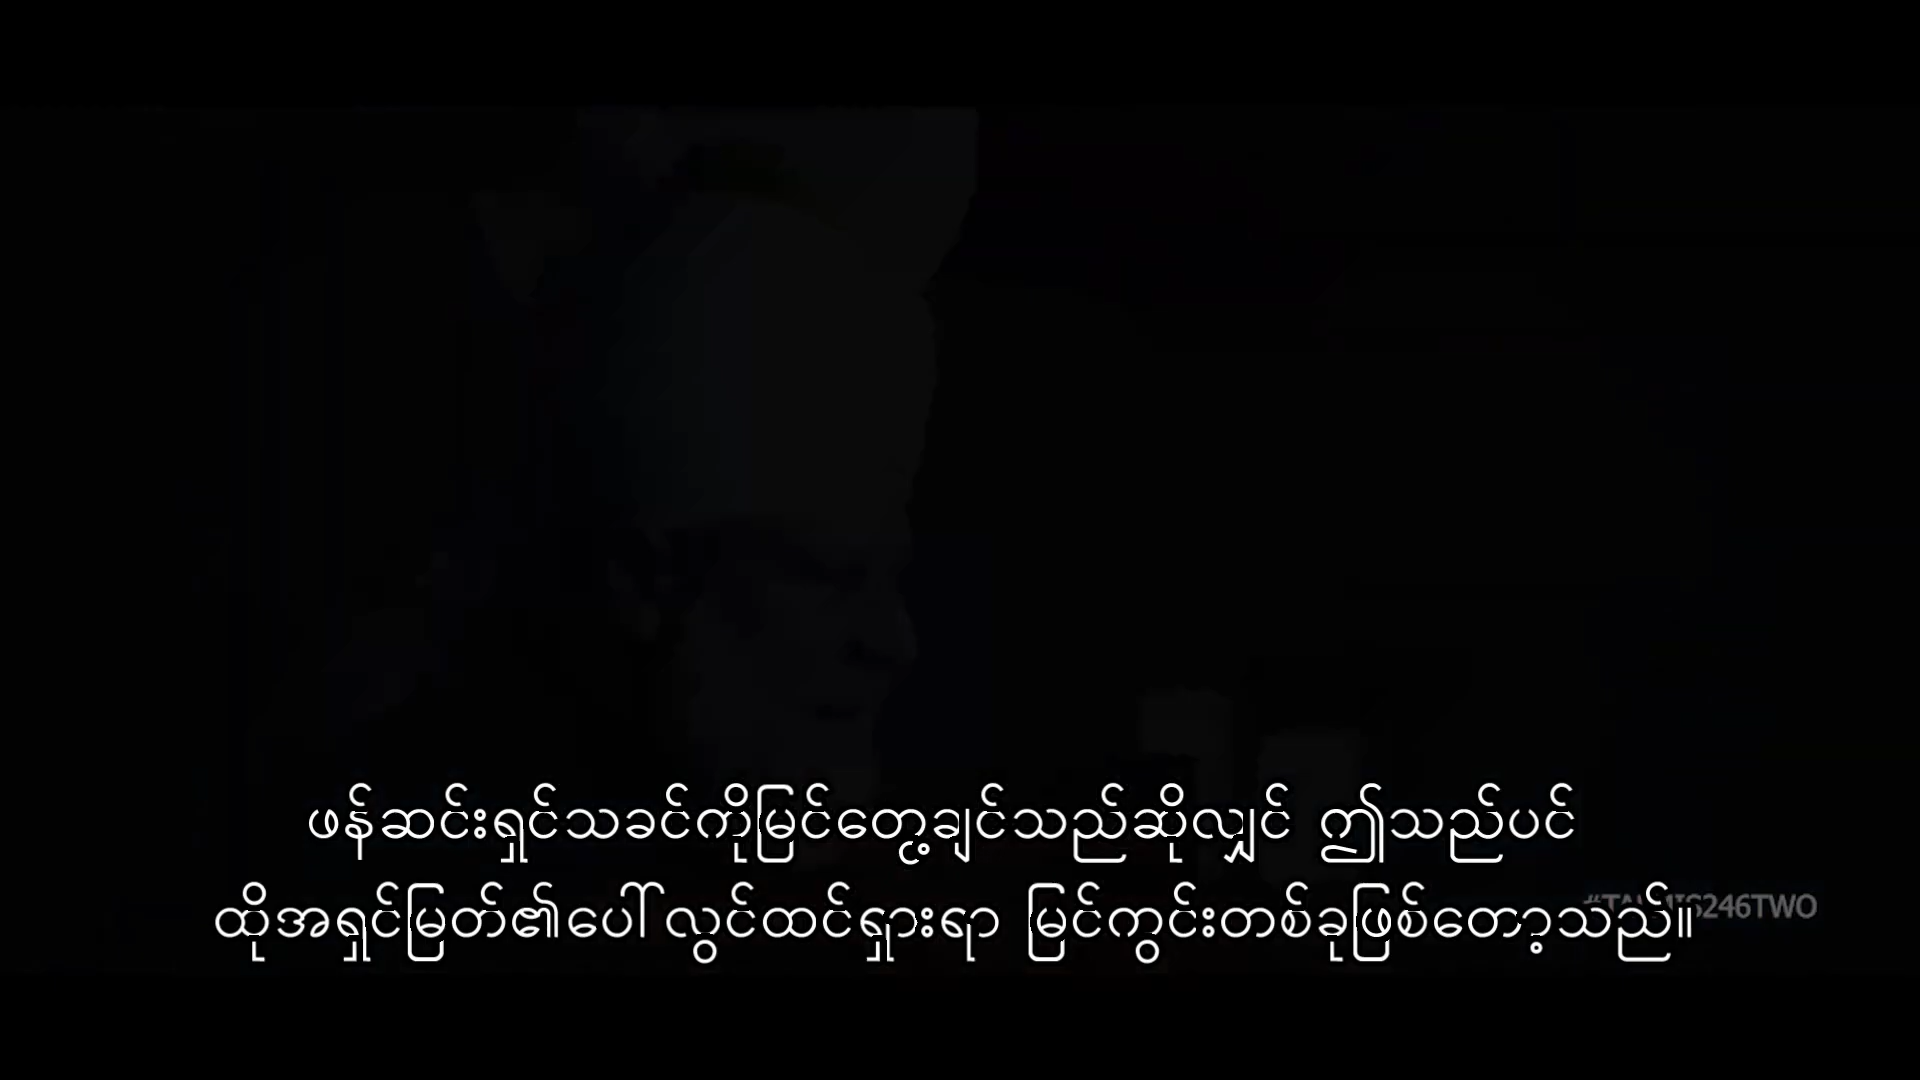 ဖန်ဆင်းရှင်သခင်ကိုမြင်တွေ့ချင်သည်ဆိုလျှင် ဤသည်ပင်
ထိုအရှင်မြတ်၏ပေါ်လွင်ထင်ရှားရာ မြင်ကွင်းတစ်ခုဖြစ်တော့သည်။